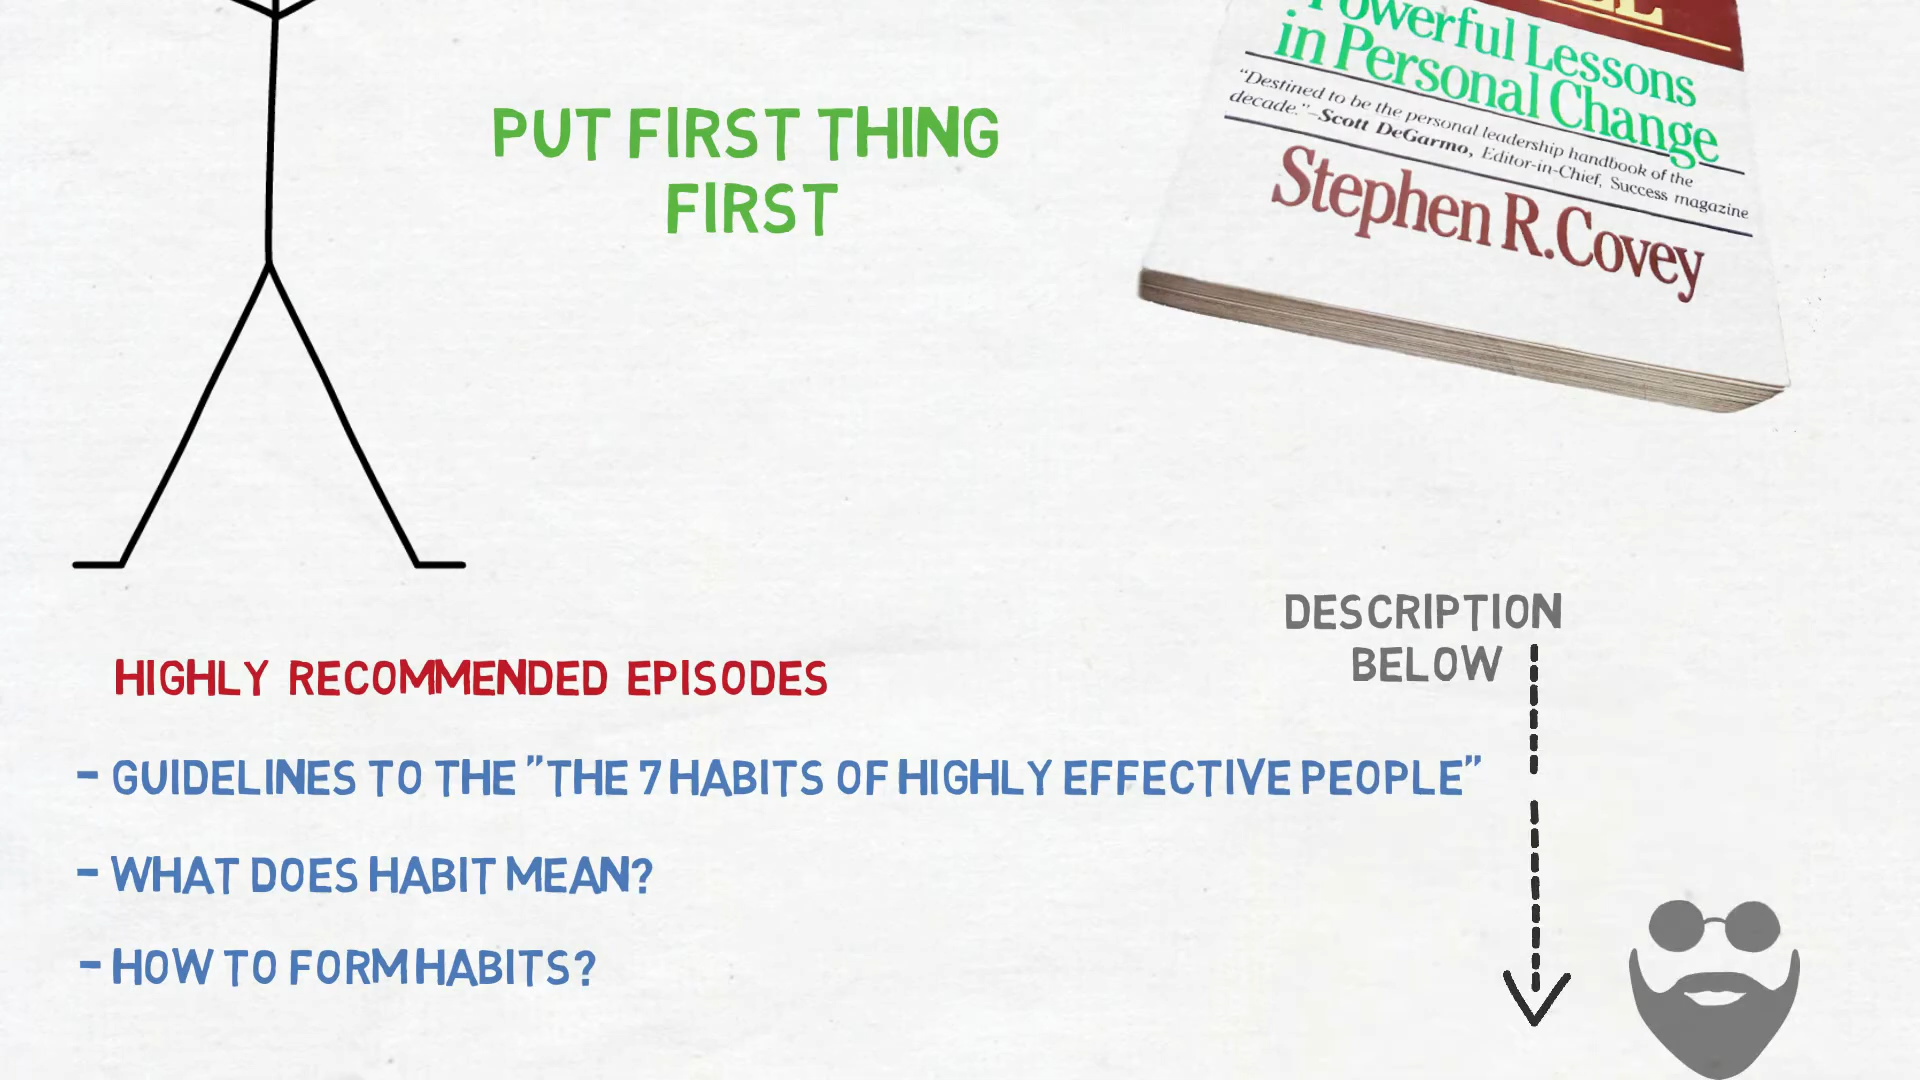 Powerful Lessons
in Personal Change
"Destined to be the personal leadership handbook of the
decade." –Scott DeGarmo, Editor-in-Chief, Success magazine
Stephen R. Covey
PUT FIRST THING
FIRST
DESCRIPTION
BELOW
HIGHLY RECOMMENDED EPISODES
- GUIDELINES TO THE "THE 7 HABITS OF HIGHLY EFFECTIVE PEOPLE"
- WHAT DOES HABIT MEAN?
- HOW TO FORM HABITS?